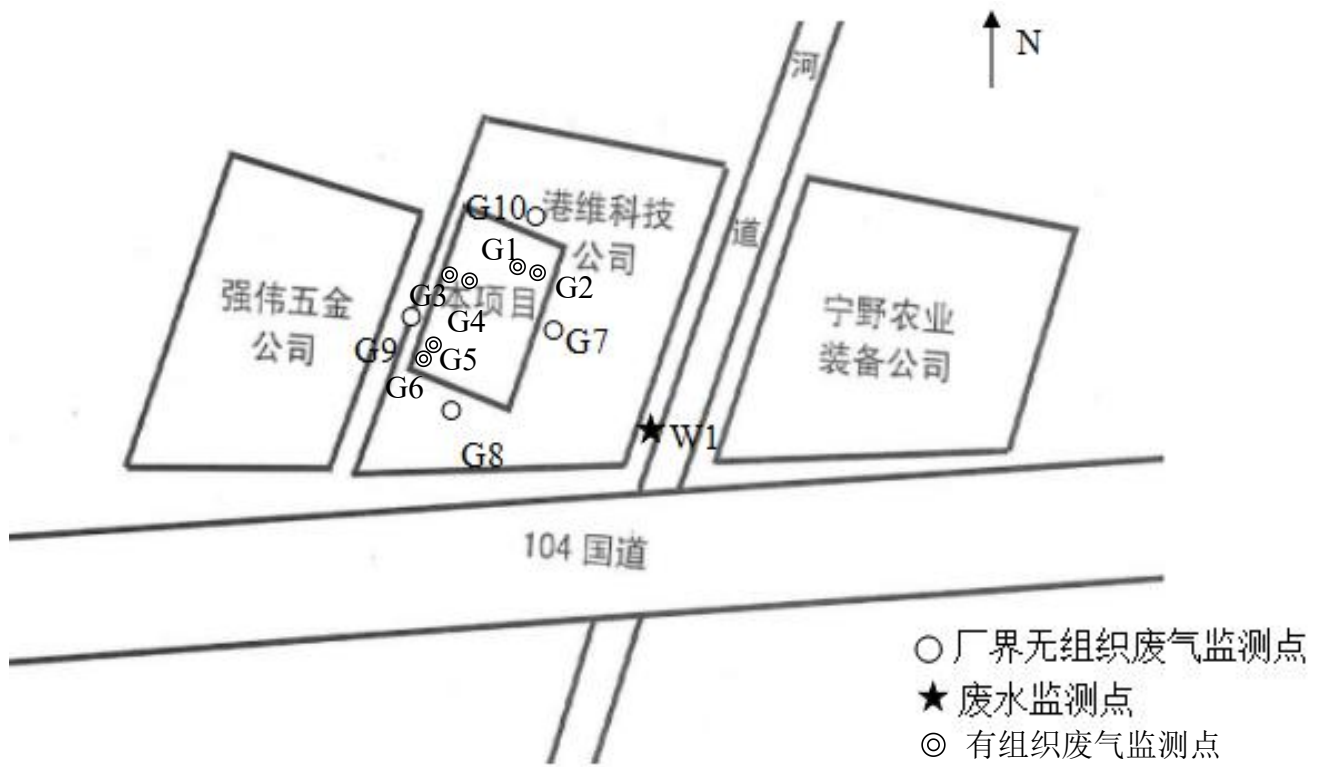 N
河
道
G10
港维科技
公司
G1
G2
强伟五金
公司
G3
本项目
G4
宁野农业
装备公司
G7
G9
G5
G6
W1
G8
104 国道
厂界无组织废气监测点
废水监测点
有组织废气监测点